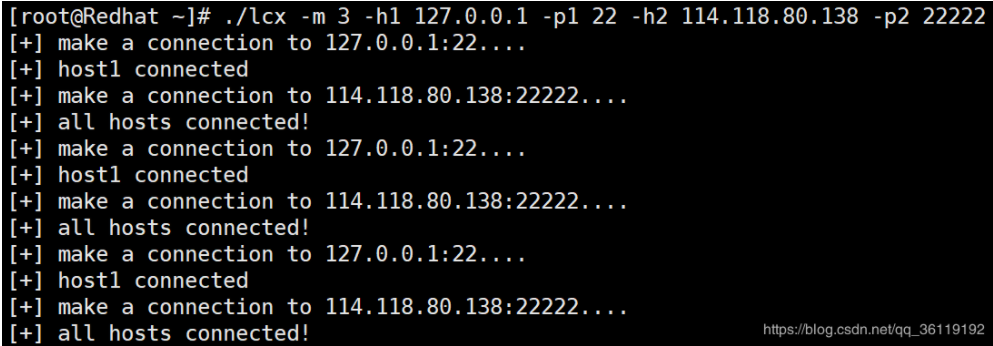 [root@Redhat ~]# ./lcx -m 3 -h1 127.0.0.1 -p1 22 -h2 114.118.80.138 -p2 22222
[+] make a connection to 127.0.0.1:22....
[+] host1 connected
[+] make a connection to 114.118.80.138:22222....
[+] all hosts connected!
[+] make a connection to 127.0.0.1:22....
[+] host1 connected
[+] make a connection to 114.118.80.138:22222....
[+] all hosts connected!
[+] make a connection to 127.0.0.1:22....
[+] host1 connected
[+] make a connection to 114.118.80.138:22222....
[+] all hosts connected!
https://blog.csdn.net/qq_36119192